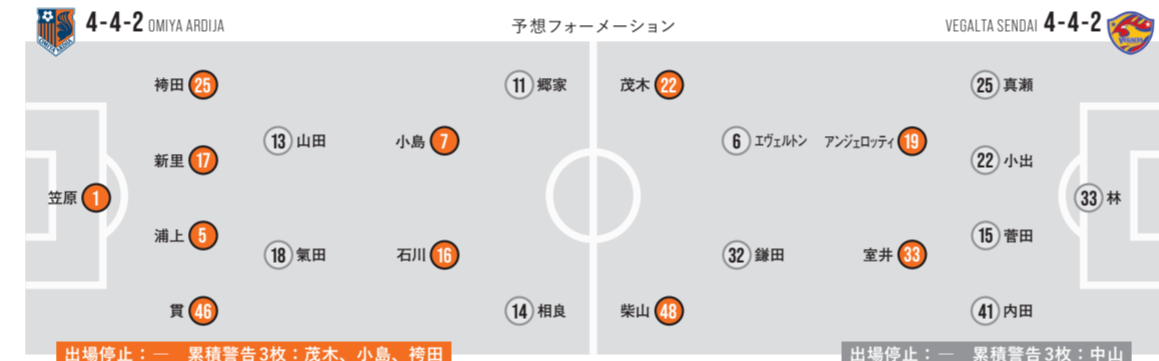 4-4-2 OMIYA ARDIJA
予想フォーメーション
VEGALTA SENDAI 4-4-2
袴田 25
11 郷家
茂木 22
25 真瀬
13 山田
小島 7
6 エヴェルトン
アンジェロッティ 19
新里 17
22 小出
笠原 1
33 林
浦上 5
15 菅田
18 氣田
石川 16
32 鎌田
室井 33
貫 46
14 相良
柴山 48
41 内田
出場停止：― 累積警告3枚：茂木、小島、袴田
出場停止：― 累積警告3枚：中山